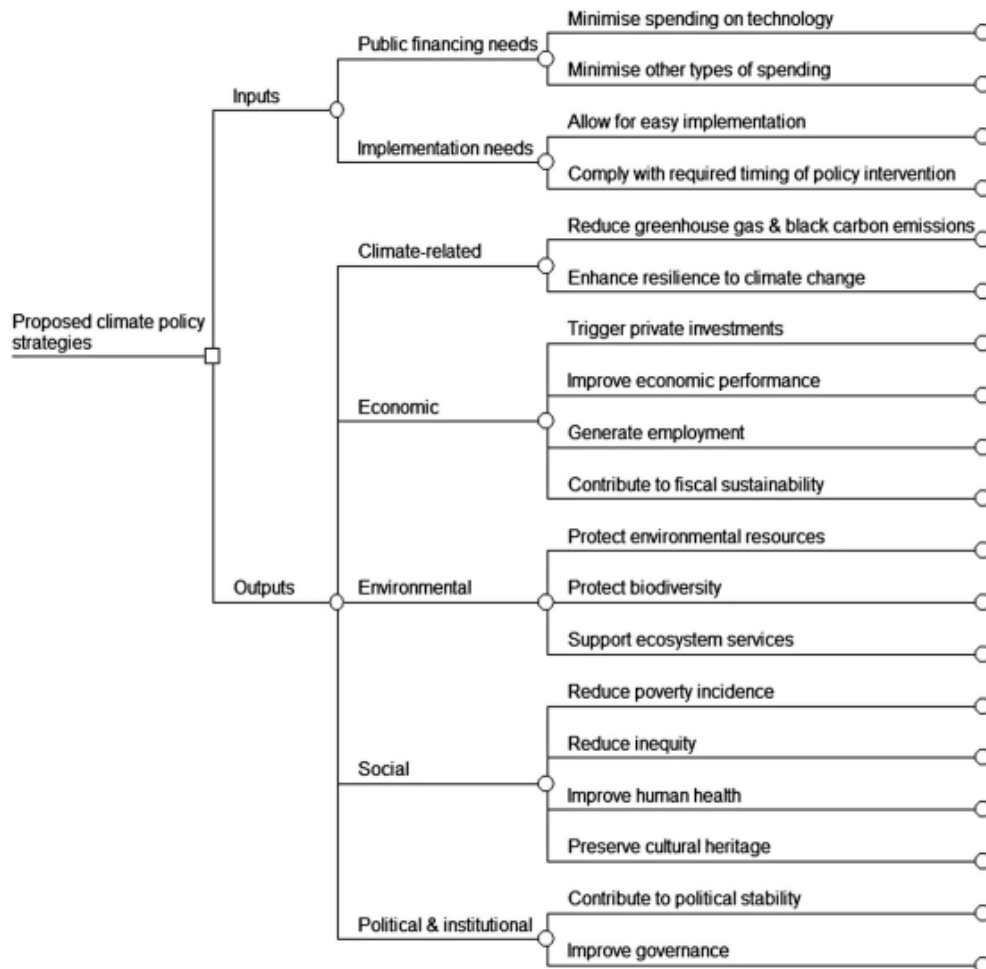 Minimise spending on technology
Public financing needs
Minimise other types of spending
Inputs
Allow for easy implementation
Implementation needs
Comply with required timing of policy intervention
Reduce greenhouse gas & black carbon emissions
Climate-related
Enhance resilience to climate change
Proposed climate policy
strategies
Trigger private investments
Improve economic performance
Economic
Generate employment
Contribute to fiscal sustainability
Protect environmental resources
Outputs
Environmental
Protect biodiversity
Support ecosystem services
Reduce poverty incidence
Reduce inequity
Social
Improve human health
Preserve cultural heritage
Contribute to political stability
Political & institutional
Improve governance